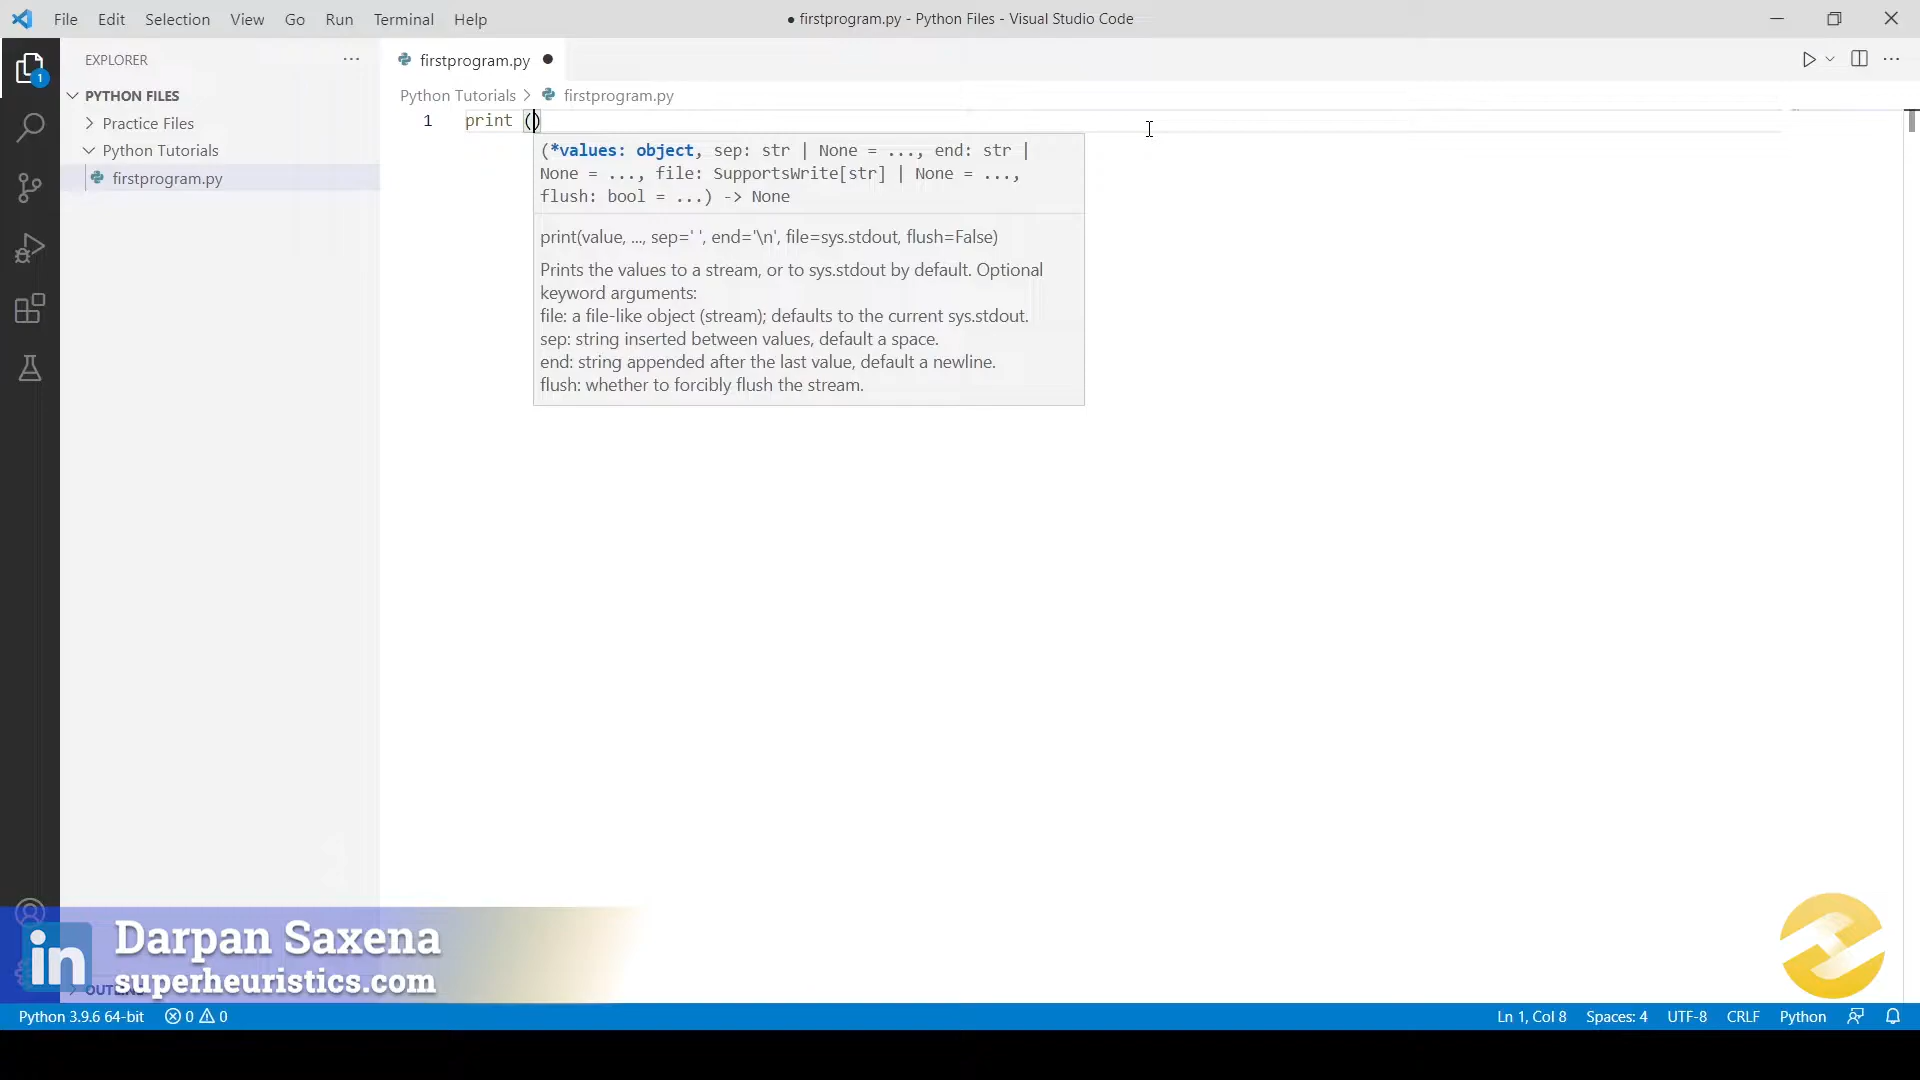 File Edit Selection View Go Run Terminal Help
● firstprogram.py - Python Files - Visual Studio Code
EXPLORER
1
PYTHON FILES
Practice Files
Python Tutorials
firstprogram.py
firstprogram.py
Python Tutorials > firstprogram.py
1 print ()
(*values: object, sep: str | None = ..., end: str |
None = ..., file: SupportsWrite[str] | None = ...,
flush: bool = ...) -> None
print(value, ..., sep=' ', end='\n', file=sys.stdout, flush=False)
Prints the values to a stream, or to sys.stdout by default. Optional
keyword arguments:
file: a file-like object (stream); defaults to the current sys.stdout.
sep: string inserted between values, default a space.
end: string appended after the last value, default a newline.
flush: whether to forcibly flush the stream.
in
Darpan Saxena
superheuristics.com
Python 3.9.6 64-bit 0 0
Ln 1, Col 8 Spaces: 4 UTF-8 CRLF Python